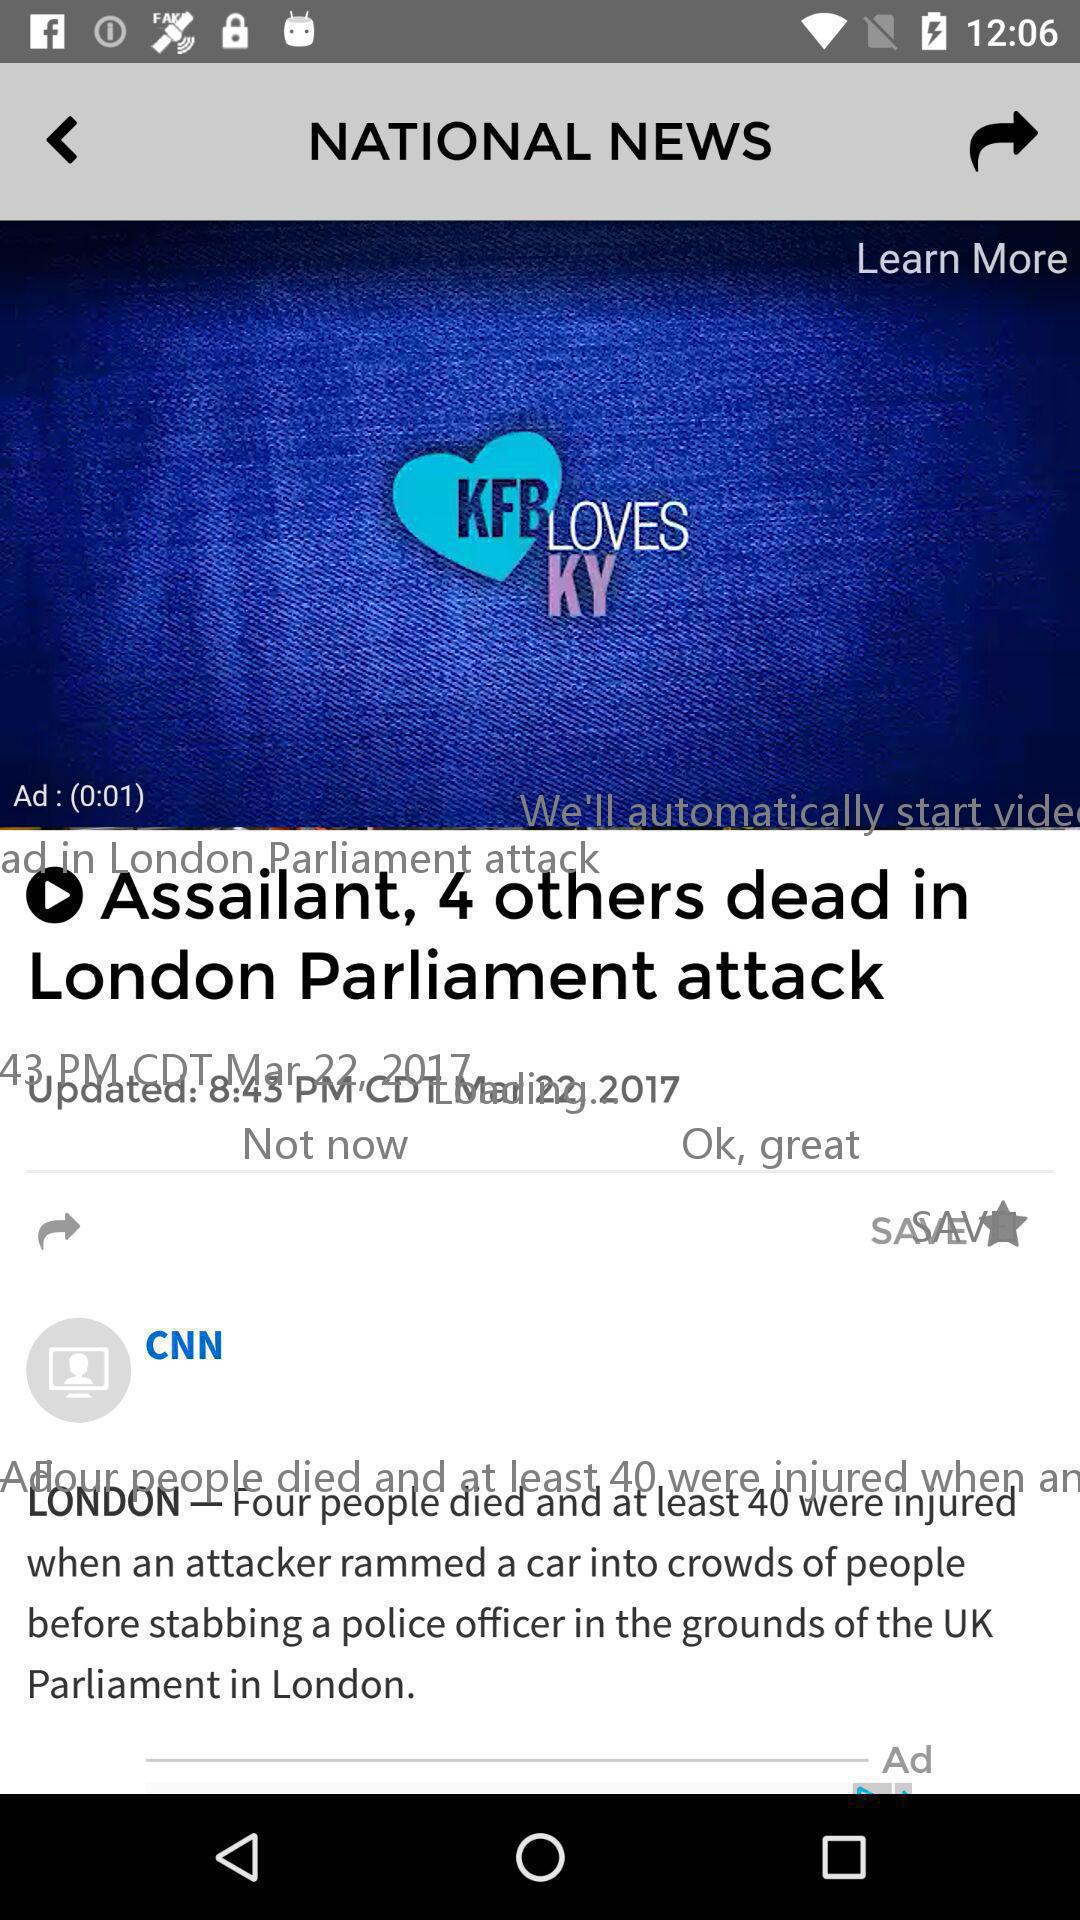 FAKE
12:06
NATIONAL NEWS
Learn More
KFB
LOVES
KY
Ad : (0:01)
We'll automatically start
ad in London Parliament attack
Assailant, 4 others dead in
London Parliament attack
43 PM CDT Mar 22, 2017
Updated: 8:43 PM CDT Mar 22, 2017
Loading...
Not now
Ok, great
SAVE
SAVE
CNN
four people died and at least 40 were injured when an
LONDON — Four people died and at least 40 were injured
when an attacker rammed a car into crowds of people
before stabbing a police officer in the grounds of the UK
Parliament in London.
Ad